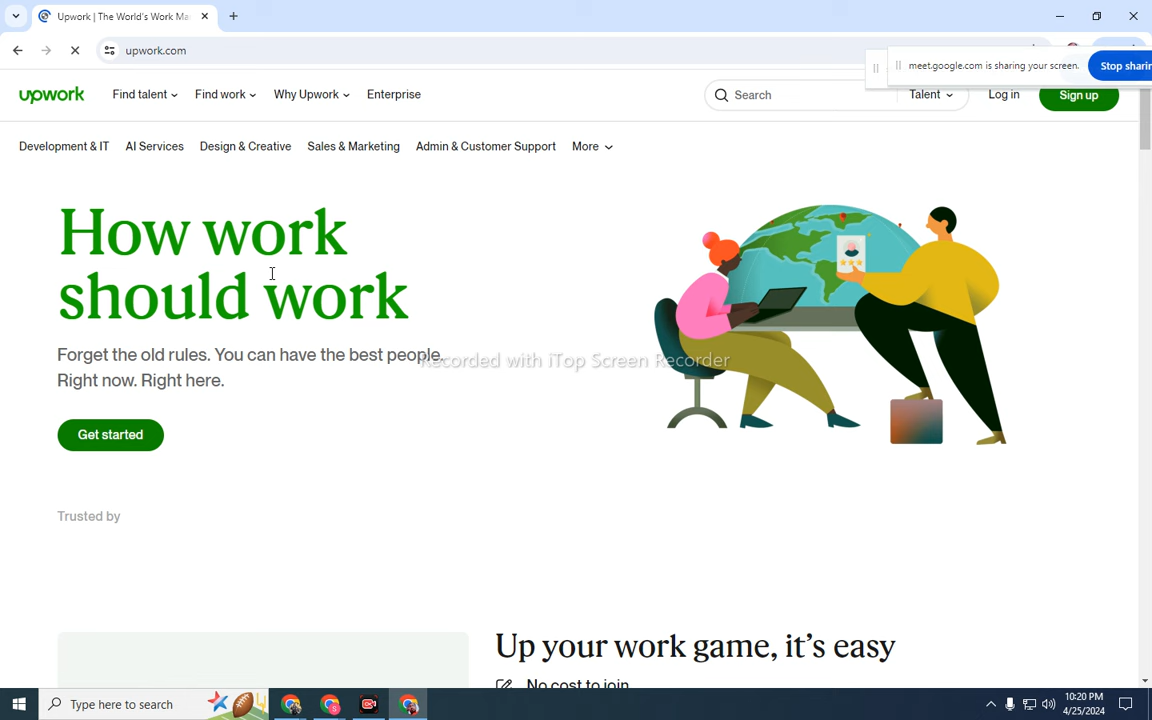 Upwork | The World's Work Ma
upwork.com
meet.google.com is sharing your screen.
Stop sharin
upwork
Find talent
Find work
Why Upwork
Enterprise
Search
Talent
Log in
Sign up
Development & IT
AI Services
Design & Creative
Sales & Marketing
Admin & Customer Support
More
How work
should work
Forget the old rules. You can have the best people.
Right now. Right here.
Recorded with iTop Screen Recorder
Get started
Trusted by
Up your work game, it's easy
No cost to join
Type here to search
10:20 PM
4/25/2024